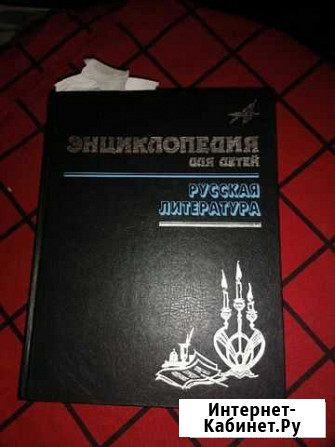 ЭНЦИКЛОПЕДИЯ
ДЛЯ ДЕТЕЙ
РУССКАЯ
ЛИТЕРАТУРА
Интернет-
Кабинет.Ру